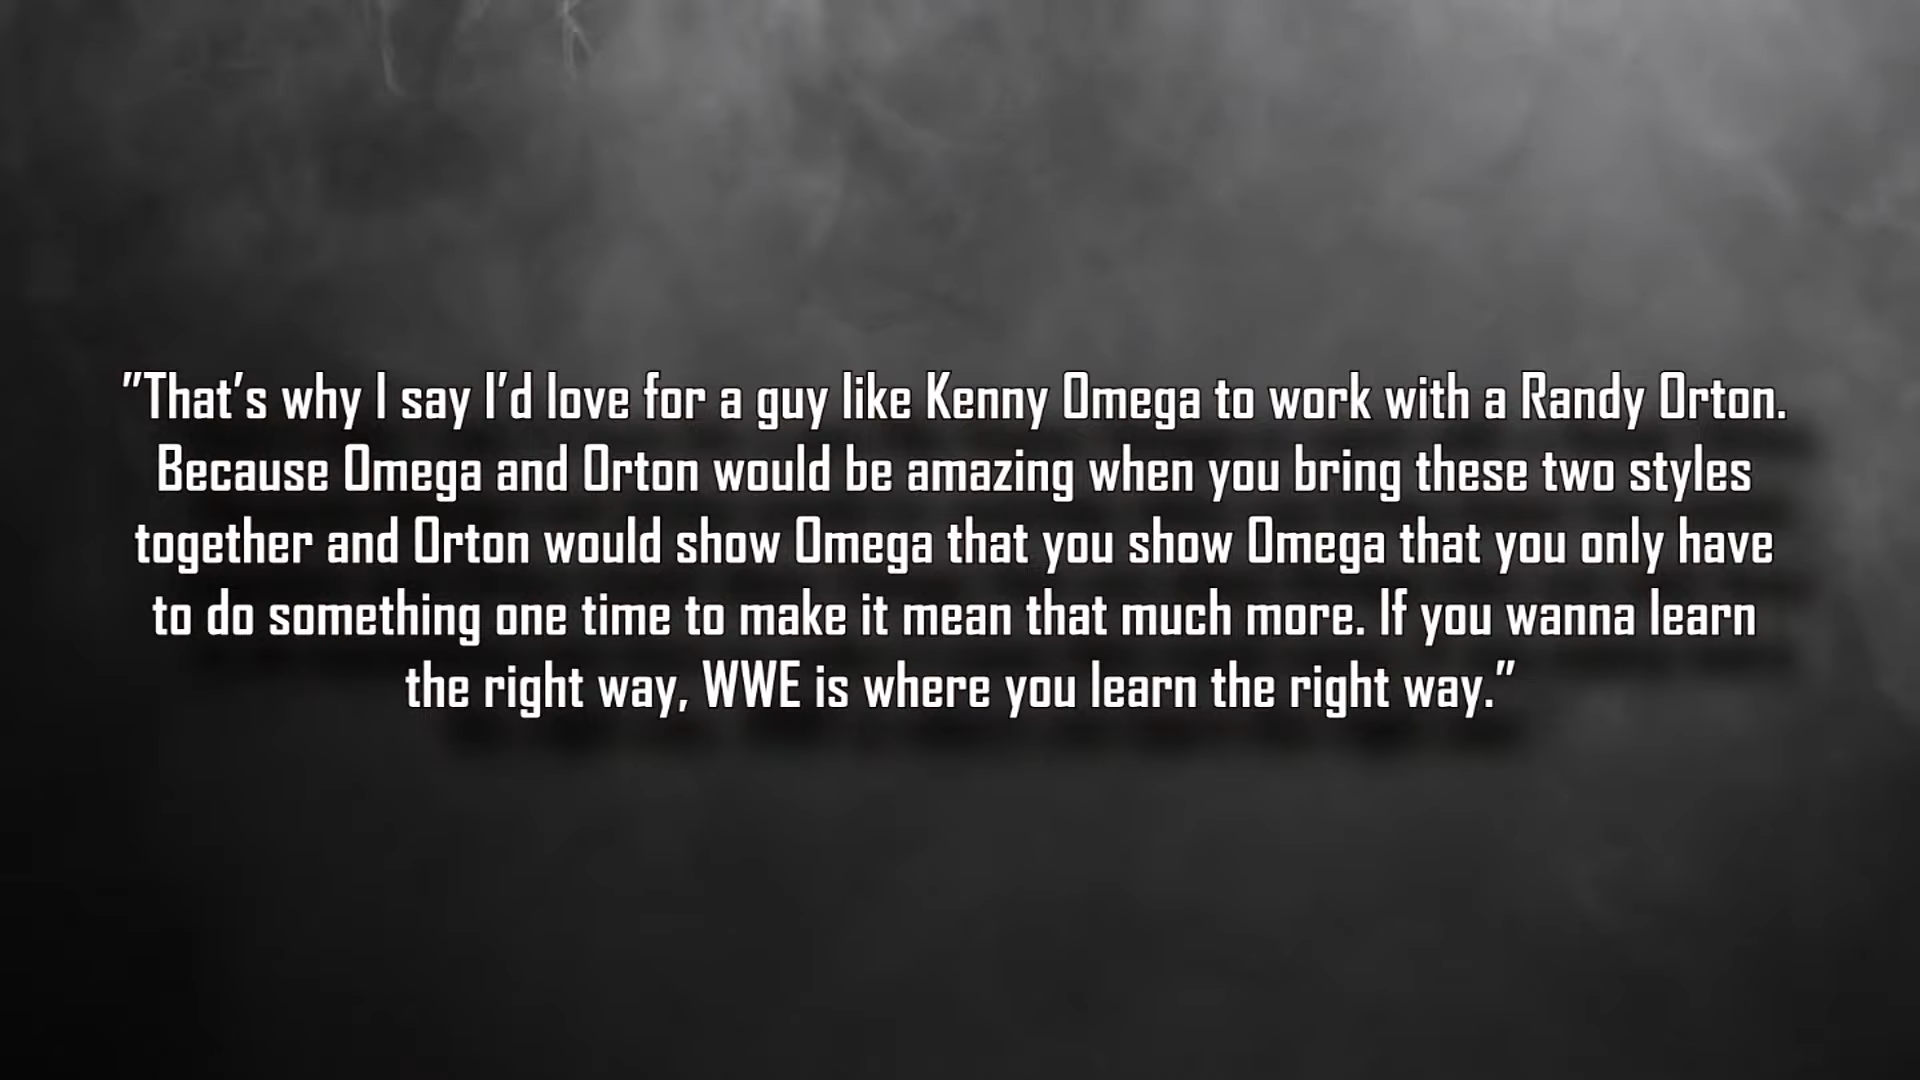 "That's why I say I'd love for a guy like Kenny Omega to work with a Randy Orton.
Because Omega and Orton would be amazing when you bring these two styles
together and Orton would show Omega that you show Omega that you only have
to do something one time to make it mean that much more. If you wanna learn
the right way, WWE is where you learn the right way."